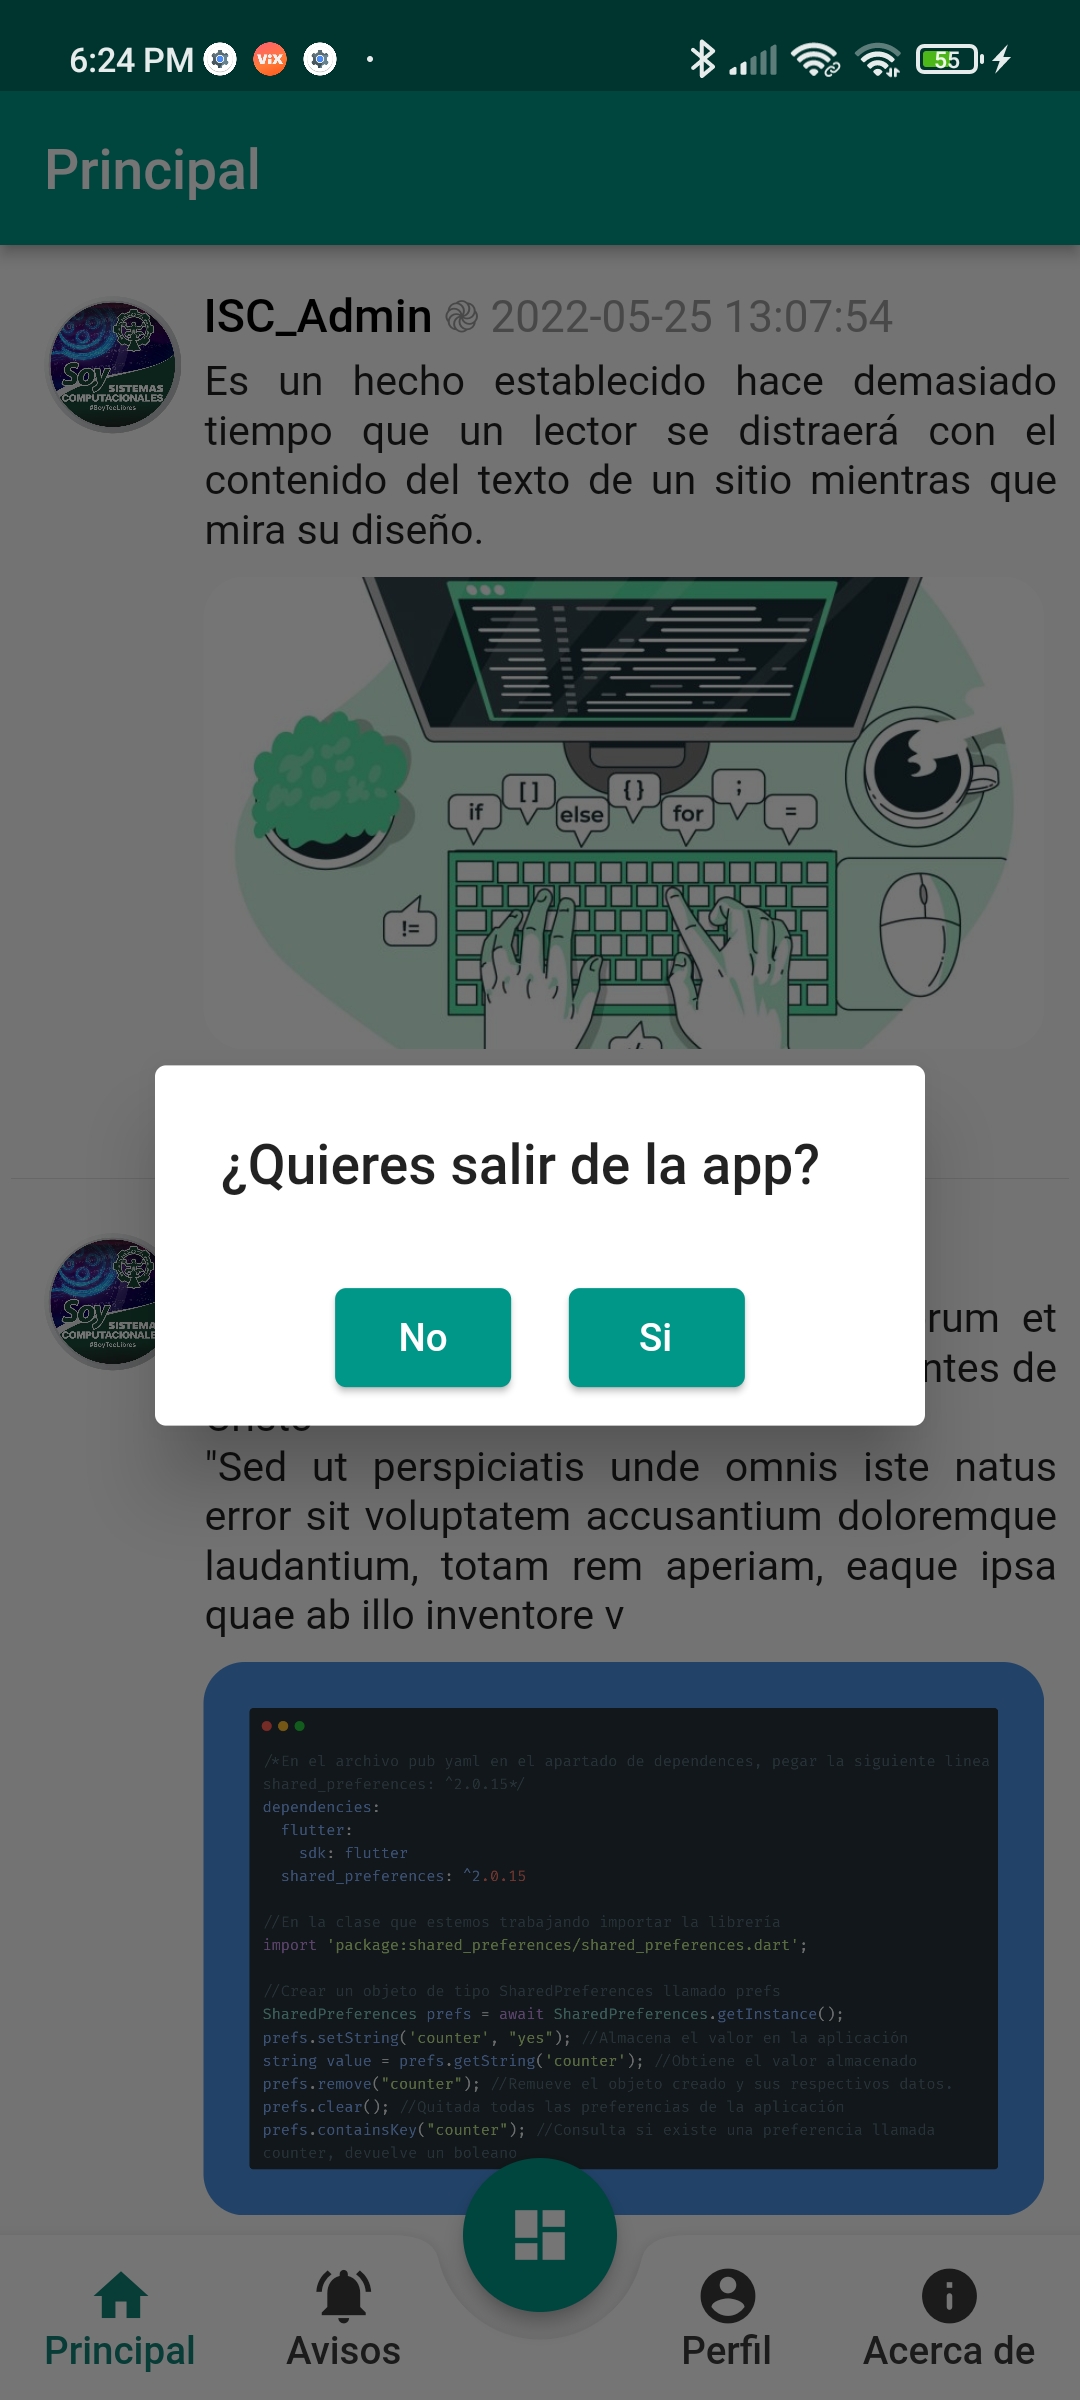 6:24 PM
ViX
55
Principal
Soy
SISTEMAS
COMPUTACIONALES
#SoyTecLibres
ISC_Admin 2022-05-25 13:07:54
Es un hecho establecido hace demasiado
tiempo que un lector se distraerá con el
contenido del texto de un sitio mientras que
mira su diseño.
if [ ] else { } for ; =
!=
¿Quieres salir de la app?
No Si
Soy
SISTEMA
COMPUTACIONALE
#SoyTecLibres
rum et
ntes de
Cristo
"Sed ut perspiciatis unde omnis iste natus
error sit voluptatem accusantium doloremque
laudantium, totam rem aperiam, eaque ipsa
quae ab illo inventore v
/*En el archivo pub yaml en el apartado de dependences, pegar la siguiente linea
shared_preferences: ^2.0.15*/
dependencies:
flutter:
sdk: flutter
shared_preferences: ^2.0.15
//En la clase que estemos trabajando importar la librería
import 'package:shared_preferences/shared_preferences.dart';
//Crear un objeto de tipo SharedPreferences llamado prefs
SharedPreferences prefs = await SharedPreferences.getInstance();
prefs.setString('counter', "yes"); //Almacena el valor en la aplicación
string value = prefs.getString('counter'); //Obtiene el valor almacenado
prefs.remove("counter"); //Remueve el objeto creado y sus respectivos datos.
prefs.clear(); //Quitada todas las preferencias de la aplicación
prefs.containsKey("counter"); //Consulta si existe una preferencia llamada
counter, devuelve un boleano
Principal Avisos Perfil Acerca de